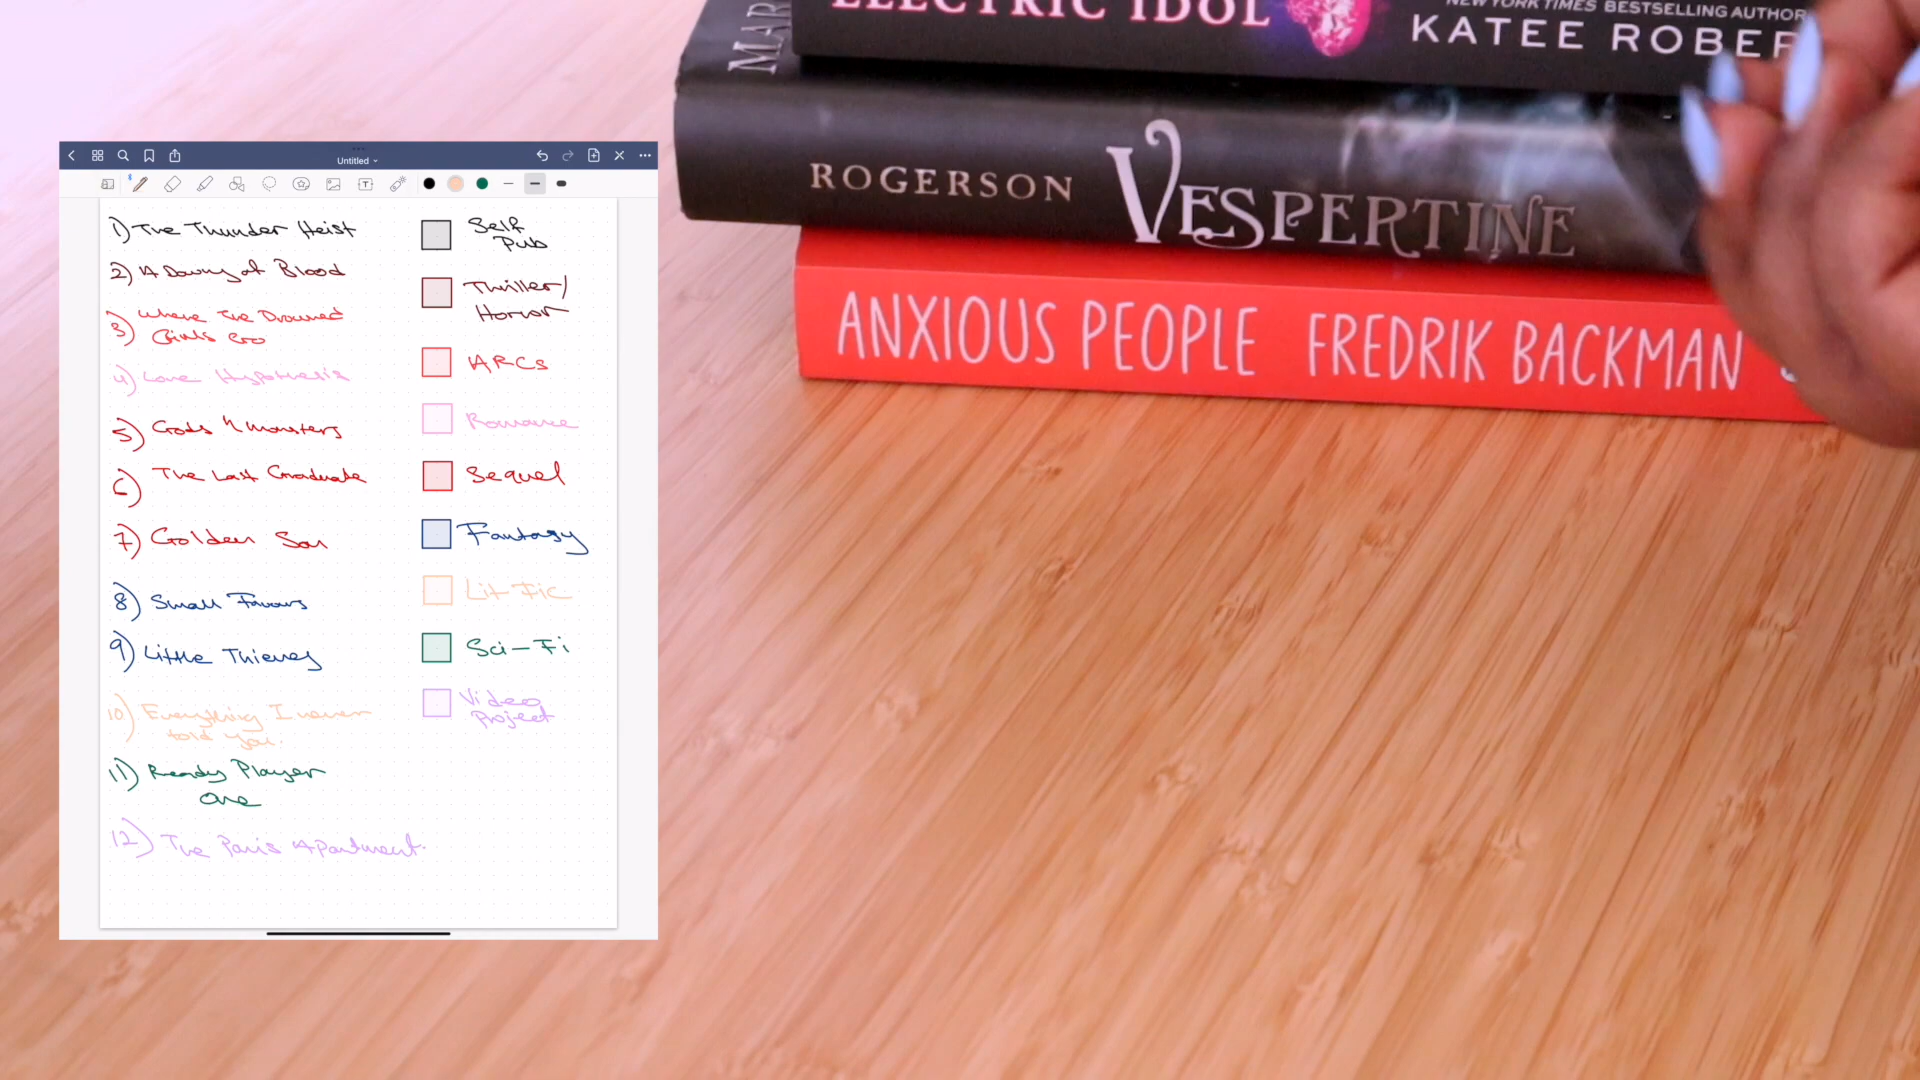 Untitled
1) The Thunder Heist
2) A Dowry of Blood
3) Where The Drowned
Girls Go
4) Love Hypothesis
5) Gods n monsters
6) The Last Graduate
7) Golden Son
8) Small Favours
9) Little Thieves
10) Everything I never
told you.
11) Ready Player
One
12) The Paris Apartment.
Self
Pub
Thriller/
Horror
ARCs
Romance
Sequel
Fantasy
Lit-Fic
Sci-Fi
Video
Project
ELECTRIC IDOL
NEW YORK TIMES BESTSELLING AUTHOR
KATEE ROBER
MAR
ROGERSON VESPERTINE
ANXIOUS PEOPLE FREDRIK BACKMAN